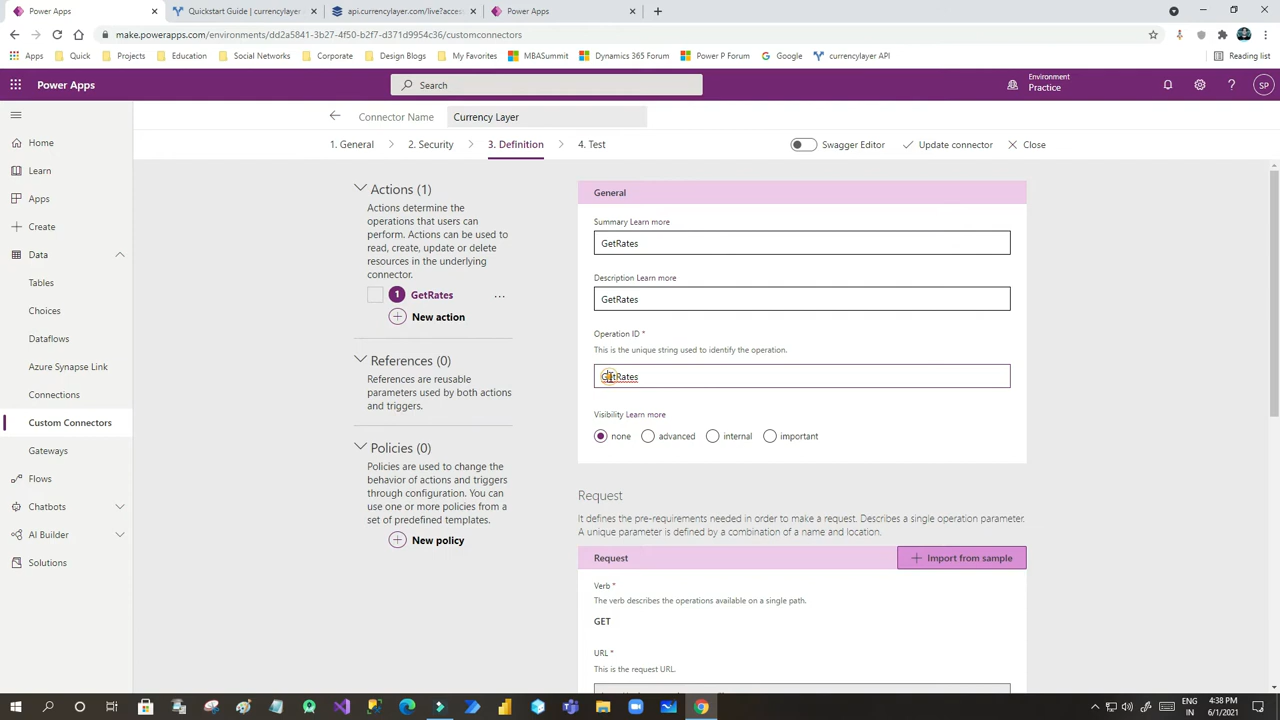 Power Apps
Quickstart Guide | currencylayer
api.currencylayer.com/live?acces
Power Apps
make.powerapps.com/environments/dd2a5841-3b27-4f50-b2f7-d371d9954c36/customconnectors
Apps
Quick
Projects
Education
Social Networks
Corporate
Design Blogs
My Favorites
MBASummit
Dynamics 365 Forum
Power P Forum
Google
currencylayer API
Reading list
Power Apps
Search
Environment
Practice
SP
Home
Learn
Apps
Create
Data
Tables
Choices
Dataflows
Azure Synapse Link
Connections
Custom Connectors
Gateways
Flows
Chatbots
AI Builder
Solutions
Connector Name
Currency Layer
1. General
2. Security
3. Definition
4. Test
Swagger Editor
Update connector
Close
Actions (1)
Actions determine the
operations that users can
perform. Actions can be used to
read, create, update or delete
resources in the underlying
connector.
1 GetRates ...
New action
References (0)
References are reusable
parameters used by both actions
and triggers.
Policies (0)
Policies are used to change the
behavior of actions and triggers
through configuration. You can
use one or more policies from a
set of predefined templates.
New policy
General
Summary Learn more
GetRates
Description Learn more
GetRates
Operation ID *
This is the unique string used to identify the operation.
GetRates
Visibility Learn more
none
advanced
internal
important
Request
It defines the pre-requirements needed in order to make a request. Describes a single operation parameter.
A unique parameter is defined by a combination of a name and location.
Request
Import from sample
Verb *
The verb describes the operations available on a single path.
GET
URL *
This is the request URL.
ENG
IN
4:38 PM
6/1/2021